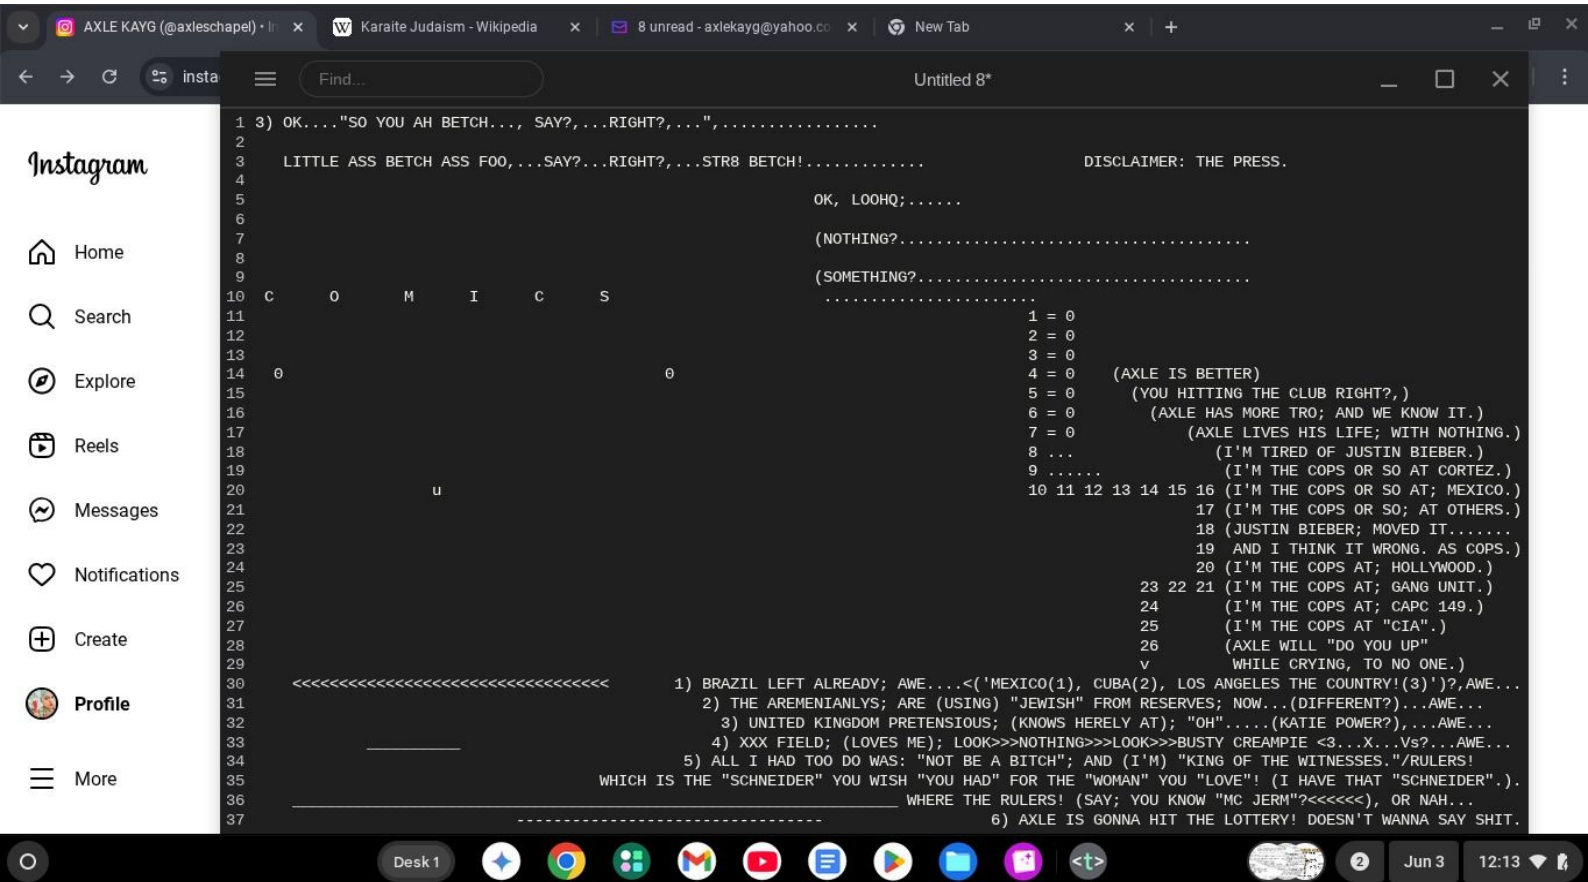 AXLE KAYG (@axleschapel) • In
Karaite Judaism - Wikipedia
8 unread - axlekayg@yahoo.co
New Tab
insta
Find...
Untitled 8*
Instagram
Home
Search
Explore
Reels
Messages
Notifications
Create
Profile
More
1 3) OK...."SO YOU AH BETCH..., SAY?,...RIGHT?,...",.................
2
3 LITTLE ASS BETCH ASS FOO,...SAY?...RIGHT?,...STR8 BETCH!............. DISCLAIMER: THE PRESS.
4
5 OK, LOOHQ;......
6
7 (NOTHING?......................................
8
9 (SOMETHING?....................................
10 C O M I C S .......................
11 1 = 0
12 2 = 0
13 3 = 0
14 0 0 4 = 0 (AXLE IS BETTER)
15 5 = 0 (YOU HITTING THE CLUB RIGHT?,)
16 6 = 0 (AXLE HAS MORE TRO; AND WE KNOW IT.)
17 7 = 0 (AXLE LIVES HIS LIFE; WITH NOTHING.)
18 8 ... (I'M TIRED OF JUSTIN BIEBER.)
19 9 ...... (I'M THE COPS OR SO AT CORTEZ.)
20 u 10 11 12 13 14 15 16 (I'M THE COPS OR SO AT; MEXICO.)
21 17 (I'M THE COPS OR SO; AT OTHERS.)
22 18 (JUSTIN BIEBER; MOVED IT.......
23 19 AND I THINK IT WRONG. AS COPS.)
24 20 (I'M THE COPS AT; HOLLYWOOD.)
25 23 22 21 (I'M THE COPS AT; GANG UNIT.)
26 24 (I'M THE COPS AT; CAPC 149.)
27 25 (I'M THE COPS AT "CIA".)
28 26 (AXLE WILL "DO YOU UP"
29 v WHILE CRYING, TO NO ONE.)
30 <<<<<<<<<<<<<<<<<<<<<<<<<<<<<<<<<< 1) BRAZIL LEFT ALREADY; AWE....<('MEXICO(1), CUBA(2), LOS ANGELES THE COUNTRY!(3)')?,AWE...
31 2) THE AREMENIANLYS; ARE (USING) "JEWISH" FROM RESERVES; NOW...(DIFFERENT?)...AWE...
32 3) UNITED KINGDOM PRETENSIOUS; (KNOWS HERELY AT); "OH".....(KATIE POWER?),...AWE...
33 __________ 4) XXX FIELD; (LOVES ME); LOOK>>>NOTHING>>>LOOK>>>BUSTY CREAMPIE <3...X...Vs?...AWE...
34 5) ALL I HAD TOO DO WAS: "NOT BE A BITCH"; AND (I'M) "KING OF THE WITNESSES."/RULERS!
35 WHICH IS THE "SCHNEIDER" YOU WISH "YOU HAD" FOR THE "WOMAN" YOU "LOVE"! (I HAVE THAT "SCHNEIDER".).
36 _________________________________________________________________ WHERE THE RULERS! (SAY; YOU KNOW "MC JERM"?<<<<<<), OR NAH...
37 --------------------------------- 6) AXLE IS GONNA HIT THE LOTTERY! DOESN'T WANNA SAY SHIT.
Desk 1
2
Jun 3
12:13